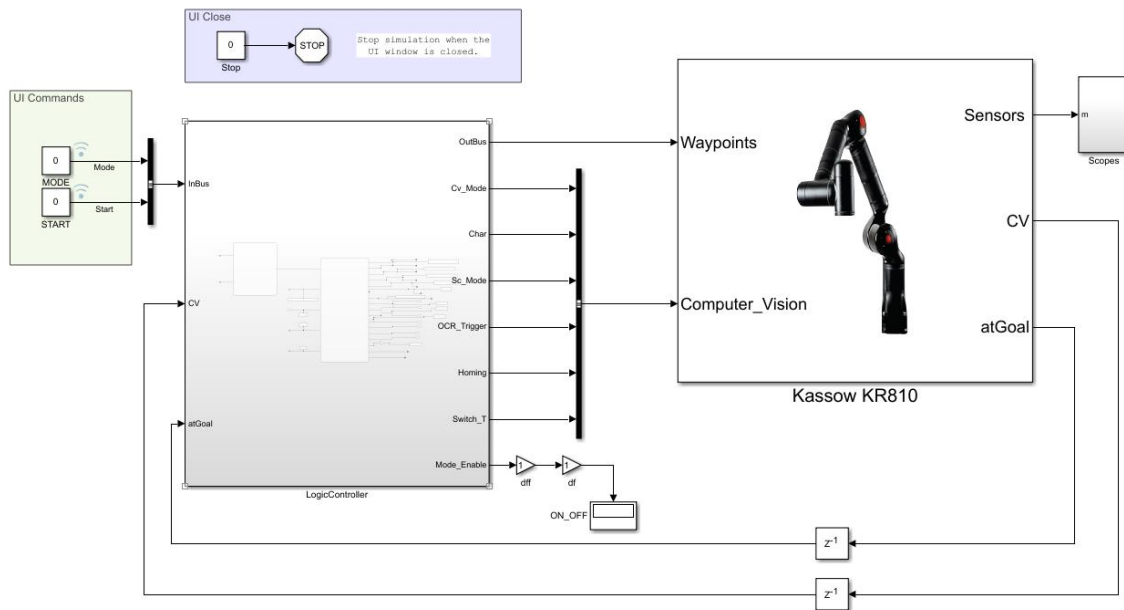 UI Close
0
Stop
STOP
Stop simulation when the
UI window is closed.
UI Commands
0
MODE
Mode
0
START
Start
InBus
CV
atGoal
OutBus
Cv_Mode
Char
Sc_Mode
OCR_Trigger
Homing
Switch_T
Mode_Enable
LogicController
1
dff
1
df
ON_OFF
Waypoints
Computer_Vision
Sensors
CV
atGoal
Kassow KR810
m
Scopes
Z-1
Z-1